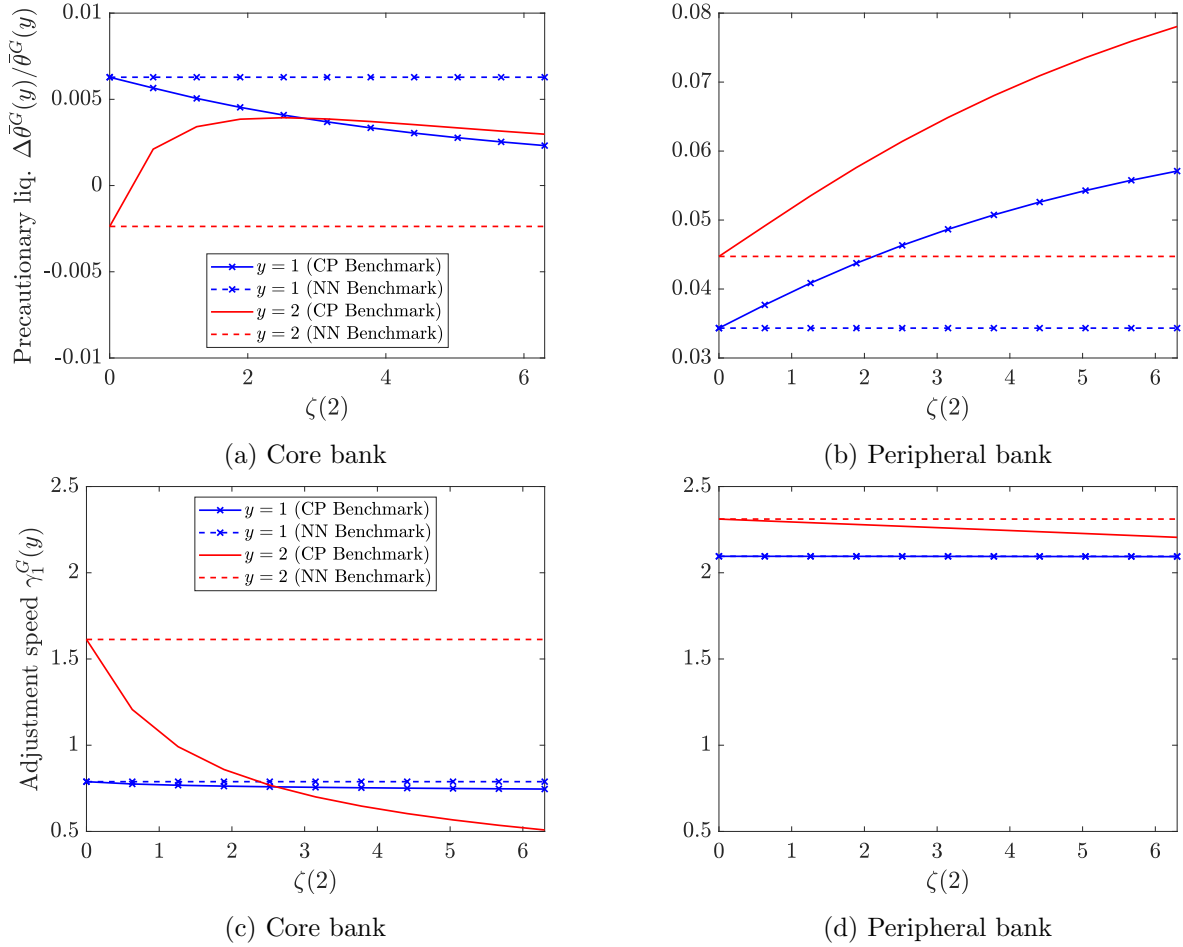 Precautionary liq. Δθ̄^G(y)/θ̄^G(y)
0.01
0.005
0
-0.005
-0.01
y = 1 (CP Benchmark)
y = 1 (NN Benchmark)
y = 2 (CP Benchmark)
y = 2 (NN Benchmark)
0 2 4 6
ζ(2)
(a) Core bank
0.08
0.07
0.06
0.05
0.04
0.03
0 1 2 3 4 5 6
ζ(2)
(b) Peripheral bank
Adjustment speed γ_1^G(y)
2.5
2
1.5
1
0.5
y = 1 (CP Benchmark)
y = 1 (NN Benchmark)
y = 2 (CP Benchmark)
y = 2 (NN Benchmark)
0 1 2 3 4 5 6
ζ(2)
(c) Core bank
2.5
2
1.5
1
0.5
0 1 2 3 4 5 6
ζ(2)
(d) Peripheral bank